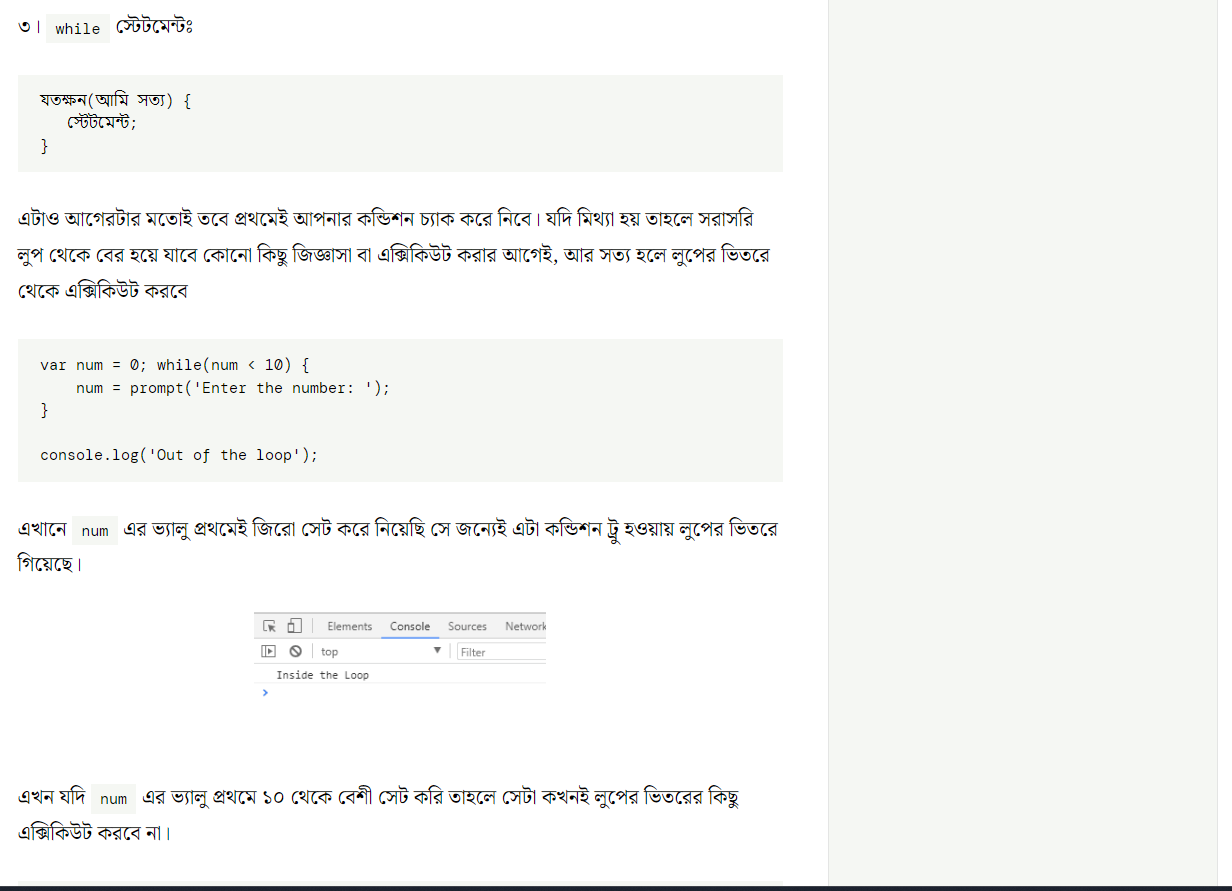 ৩। while স্টেটমেন্টঃ
যতক্ষন(আমি সত্য) {
স্টেটমেন্ট;
}
এটাও আগেরটার মতোই তবে প্রথমেই আপনার কন্ডিশন চ্যাক করে নিবে। যদি মিথ্যা হয় তাহলে সরাসরি
লুপ থেকে বের হয়ে যাবে কোনো কিছু জিজ্ঞাসা বা এক্সিকিউট করার আগেই, আর সত্য হলে লুপের ভিতরে
থেকে এক্সিকিউট করবে
var num = 0; while(num < 10) {
num = prompt('Enter the number: ');
}
console.log('Out of the loop');
এখানে num এর ভ্যালু প্রথমেই জিরো সেট করে নিয়েছি সে জন্যেই এটা কন্ডিশন ট্রু হওয়ায় লুপের ভিতরে
গিয়েছে।
Elements Console Sources Network
top Filter
Inside the Loop
এখন যদি num এর ভ্যালু প্রথমে ১০ থেকে বেশী সেট করি তাহলে সেটা কখনই লুপের ভিতরের কিছু
এক্সিকিউট করবে না।